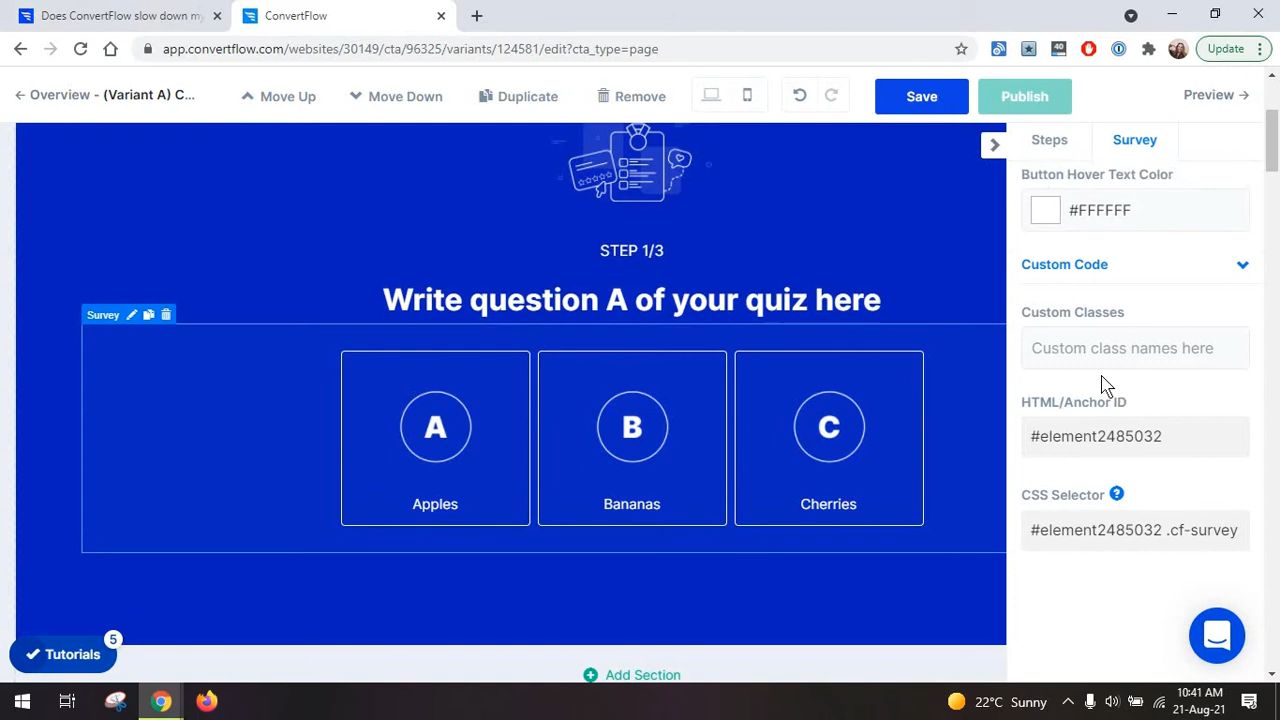 Does ConvertFlow slow down my
ConvertFlow
app.convertflow.com/websites/30149/cta/96325/variants/124581/edit?cta_type=page
40
Update
Overview - (Variant A) C...
Move Up
Move Down
Duplicate
Remove
Save
Publish
Preview
Steps
Survey
Button Hover Text Color
#FFFFFF
Custom Code
Custom Classes
Custom class names here
HTML/Anchor ID
#element2485032
CSS Selector
?
#element2485032 .cf-survey
STEP 1/3
Write question A of your quiz here
Survey
A
B
C
Apples
Bananas
Cherries
Tutorials
5
Add Section
22°C Sunny
10:41 AM
21-Aug-21